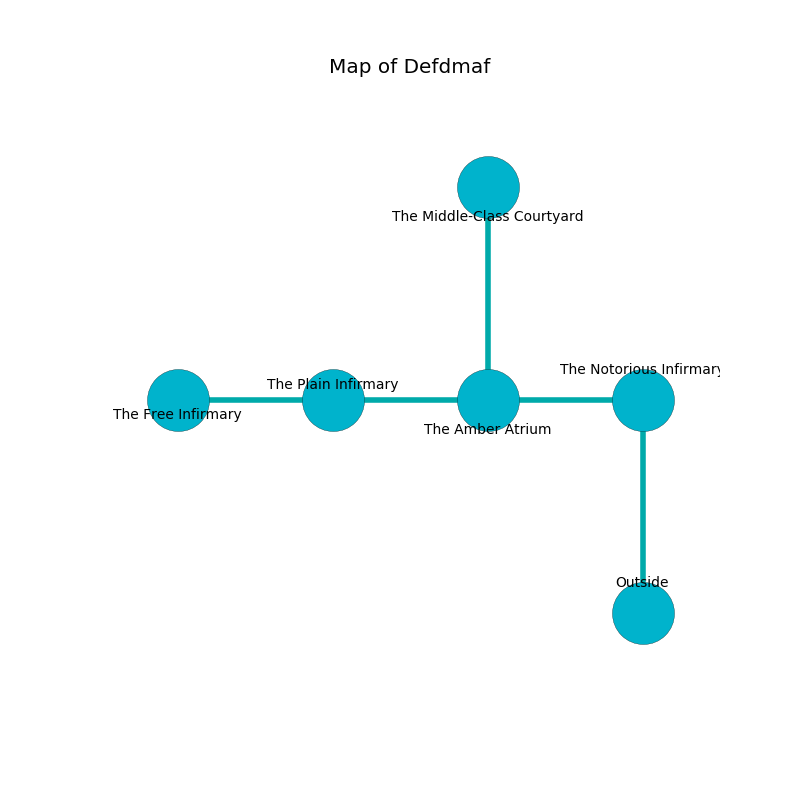 Map of Defdmaf
The Middle-Class Courtyard
The Notorious Infirmary
The Plain Infirmary
The Free Infirmary
The Amber Atrium
Outside